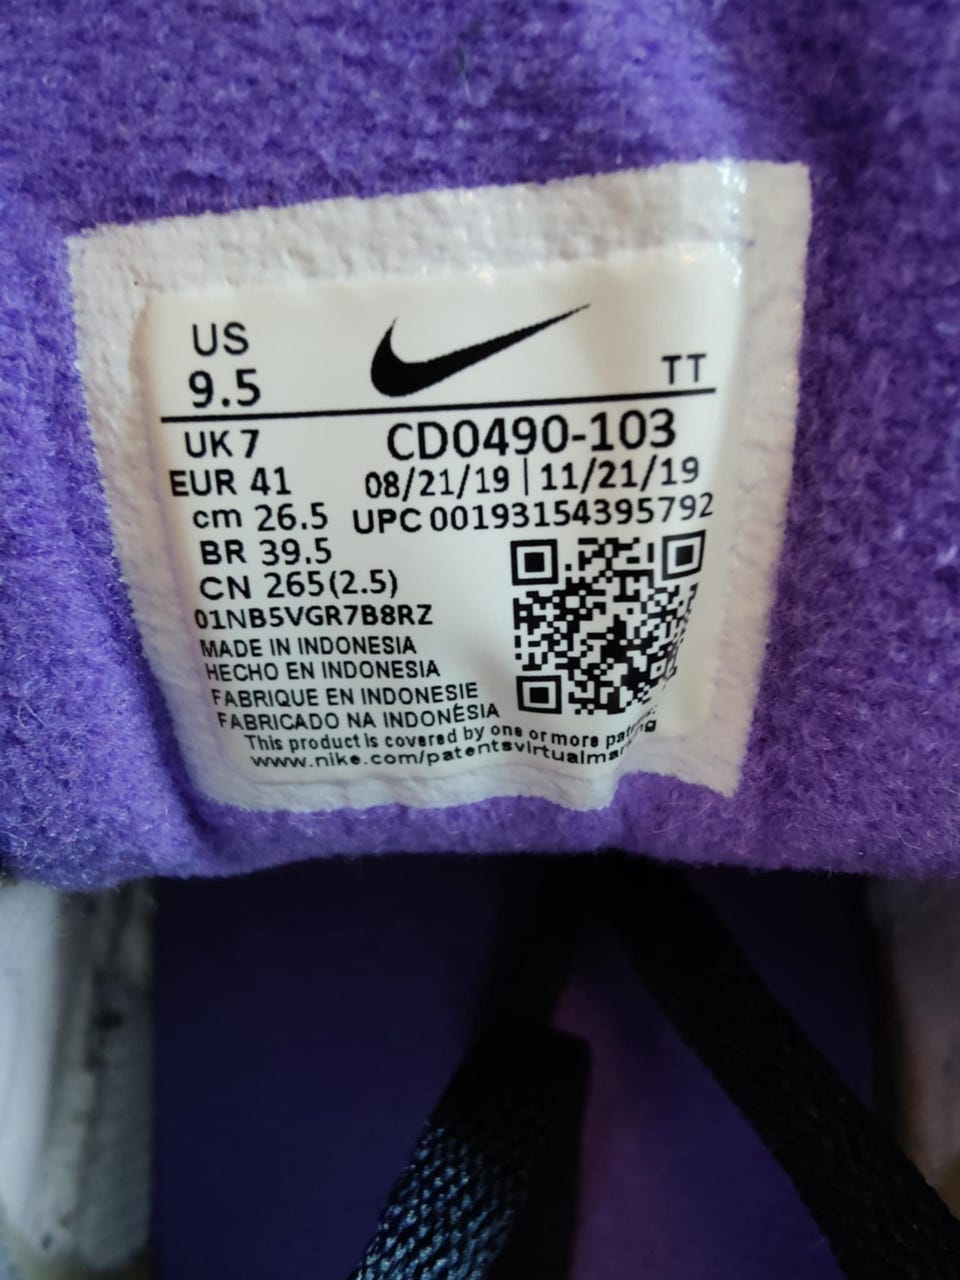 US
9.5
TT
UK 7
CD0490-103
EUR 41
08/21/19 | 11/21/19
cm 26.5
UPC 00193154395792
BR 39.5
CN 265(2.5)
01NB5VGR7B8RZ
MADE IN INDONESIA
HECHO EN INDONESIA
FABRIQUE EN INDONESIE
FABRICADO NA INDONÉSIA
This product is covered by one or more
www.nike.com/patentsvirtualmarking